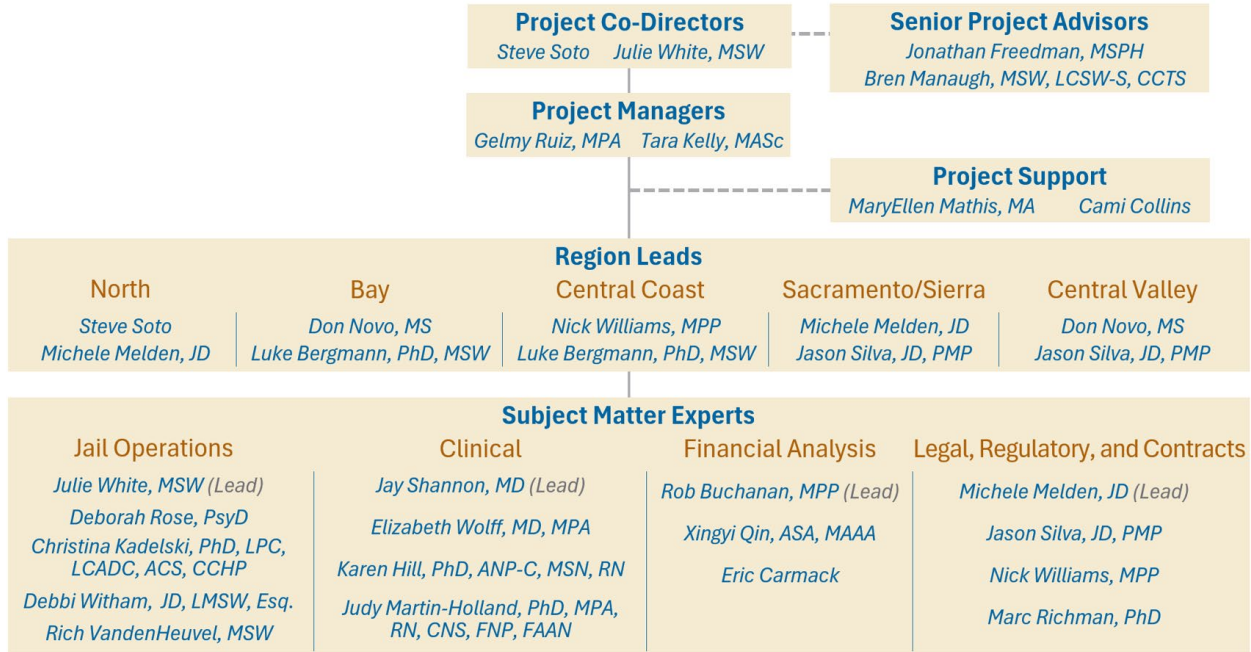 Project Co-Directors
Steve Soto Julie White, MSW
Senior Project Advisors
Jonathan Freedman, MSPH
Bren Manaugh, MSW, LCSW-S, CCTS
Project Managers
Gelmy Ruiz, MPA Tara Kelly, MASc
Project Support
MaryEllen Mathis, MA Cami Collins
Region Leads
North
Steve Soto
Michele Melden, JD
Bay
Don Novo, MS
Luke Bergmann, PhD, MSW
Central Coast
Nick Williams, MPP
Luke Bergmann, PhD, MSW
Sacramento/Sierra
Michele Melden, JD
Jason Silva, JD, PMP
Central Valley
Don Novo, MS
Jason Silva, JD, PMP
Subject Matter Experts
Jail Operations
Julie White, MSW (Lead)
Deborah Rose, PsyD
Christina Kadelski, PhD, LPC,
LCADC, ACS, CCHP
Debbi Witham, JD, LMSW, Esq.
Rich VandenHeuvel, MSW
Clinical
Jay Shannon, MD (Lead)
Elizabeth Wolff, MD, MPA
Karen Hill, PhD, ANP-C, MSN, RN
Judy Martin-Holland, PhD, MPA,
RN, CNS, FNP, FAAN
Financial Analysis
Rob Buchanan, MPP (Lead)
Xingyi Qin, ASA, MAAA
Eric Carmack
Legal, Regulatory, and Contracts
Michele Melden, JD (Lead)
Jason Silva, JD, PMP
Nick Williams, MPP
Marc Richman, PhD